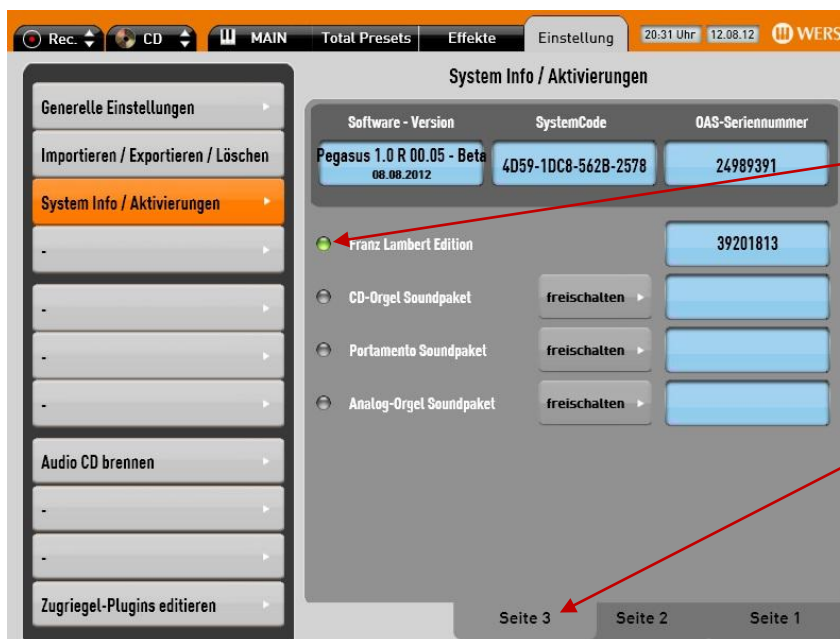 Rec.
CD
MAIN
Total Presets
Effekte
Einstellung
20:31 Uhr
12.08.12
WERS
System Info / Aktivierungen
Generelle Einstellungen
Importieren / Exportieren / Löschen
System Info / Aktivierungen
-
-
-
-
Audio CD brennen
-
-
Zugriegel-Plugins editieren
Software - Version
SystemCode
OAS-Seriennummer
Pegasus 1.0 R 00.05 - Beta
08.08.2012
4D59-1DC8-562B-2578
24989391
Franz Lambert Edition
39201813
CD-Orgel Soundpaket
freischalten
Portamento Soundpaket
freischalten
Analog-Orgel Soundpaket
freischalten
Seite 3
Seite 2
Seite 1